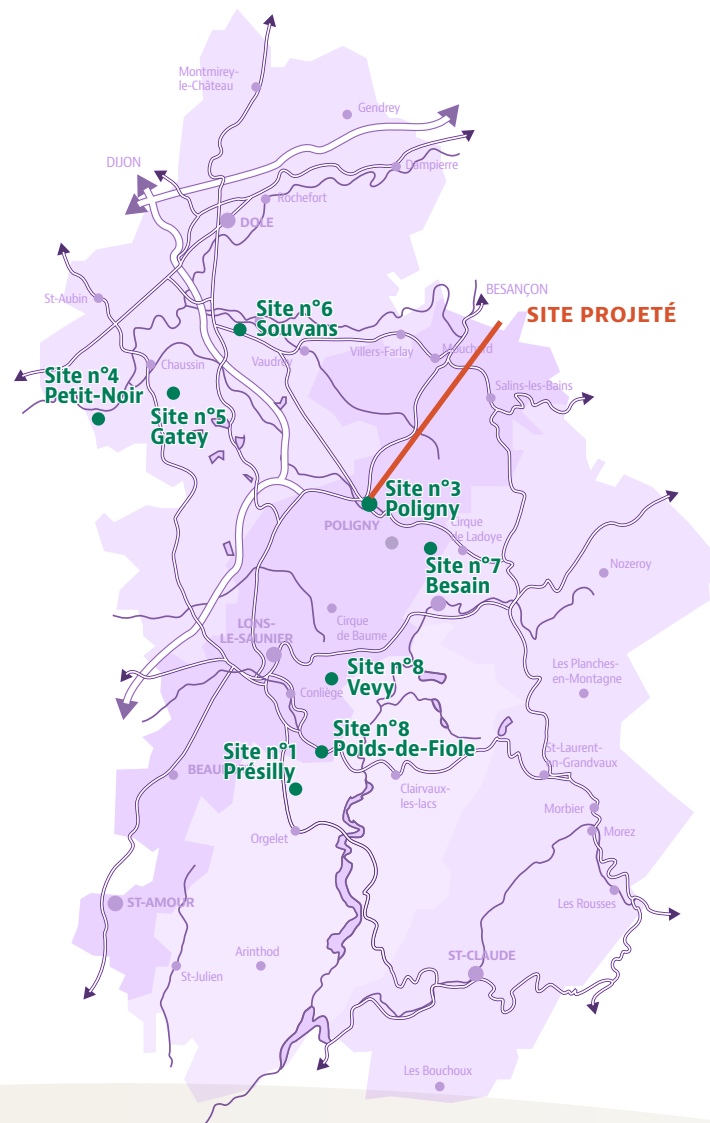 Montmirey-
le-Château
Gendrey
DIJON
Dampierre
Rochefort
DOLE
BESANÇON
St-Aubin
Site n°6
Souvans
SITE PROJETÉ
Vaudrey
Villers-Farlay
Mouchard
Chaussin
Site n°4
Petit-Noir
Salins-les-Bains
Site n°5
Gatey
Site n°3
Poligny
POLIGNY
Cirque
de Ladoye
Site n°7
Besain
Nozeroy
Cirque
de Baume
LONS-
LE-SAUNIER
Les Planches-
en-Montagne
Site n°8
Vevy
Conliège
Site n°8
Poids-de-Fiole
Site n°1
Présilly
St-Laurent-
en-Grandvaux
Clairvaux-
les-lacs
Morbier
Morez
Orgelet
Les Rousses
ST-AMOUR
Arinthod
ST-CLAUDE
St-Julien
Les Bouchoux